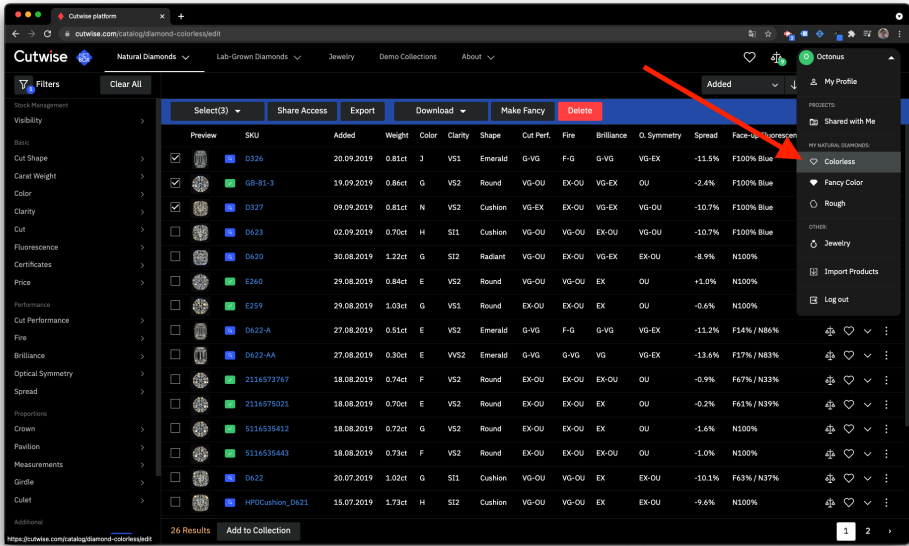 Cutwise platform
cutwise.com/catalog/diamond-colorless/edit
Cutwise Natural Diamonds Lab-Grown Diamonds Jewelry Demo Collections About O Octonus
Filters Clear All Added My Profile
Stock Management
Visibility
Basic
Cut Shape
Carat Weight
Color
Clarity
Cut
Fluorescence
Certificates
Price
Performance
Cut Performance
Fire
Brilliance
Optical Symmetry
Spread
Proportions
Crown
Pavilion
Measurements
Girdle
Culet
Additional
https://cutwise.com/catalog/diamond-colorless/edit
Select(3) Share Access Export Download Make Fancy Delete
Preview SKU Added Weight Color Clarity Shape Cut Perf. Fire Brilliance O. Symmetry Spread Face-up Fluorescen
D326 20.09.2019 0.81ct J VS1 Emerald G-VG F-G G-VG VG-EX -11.5% F100% Blue
GB-81-3 19.09.2019 0.86ct G VS2 Round VG-OU EX-OU VG-EX OU -2.4% F100% Blue
D327 09.09.2019 0.81ct N VS2 Cushion VG-EX EX-OU VG-EX VG-OU -10.7% F100% Blue
D623 02.09.2019 0.70ct H SI1 Cushion VG-OU VG-OU EX-OU VG-OU -10.7% F100% Blue
D620 30.08.2019 1.22ct G SI2 Radiant VG-OU EX-OU VG-EX EX-OU -8.9% N100%
E260 29.08.2019 0.84ct E VS2 Round VG-OU VG-OU EX OU +1.0% N100%
E259 29.08.2019 1.03ct G VS1 Round EX-OU EX-OU EX OU -0.6% N100%
D622-A 27.08.2019 0.51ct E VS2 Emerald G-VG F-G G-VG VG-EX -11.2% F14% / N86%
D622-AA 27.08.2019 0.30ct E VVS2 Emerald G-VG G-VG VG VG-EX -13.6% F17% / N83%
2116573767 18.08.2019 0.74ct F VS2 Round EX-OU EX-OU EX-OU OU -0.9% F67% / N33%
2116575021 18.08.2019 0.70ct E VS2 Round EX-OU EX-OU EX OU -0.2% F61% / N39%
5116535412 18.08.2019 0.72ct G VS2 Round EX-OU EX-OU EX OU -1.6% N100%
5116535443 18.08.2019 0.73ct F VS2 Round EX-OU EX-OU EX OU -1.0% N100%
D622 20.07.2019 1.02ct G SI1 Cushion VG-OU VG-OU EX EX-OU -10.1% F63% / N37%
HPDCushion_D621 15.07.2019 1.73ct H SI2 Cushion VG-OU VG-OU EX EX-OU -9.6% N100%
26 Results Add to Collection 1 2
PROJECTS:
Shared with Me
MY NATURAL DIAMONDS:
Colorless
Fancy Color
Rough
OTHER:
Jewelry
Import Products
Log out